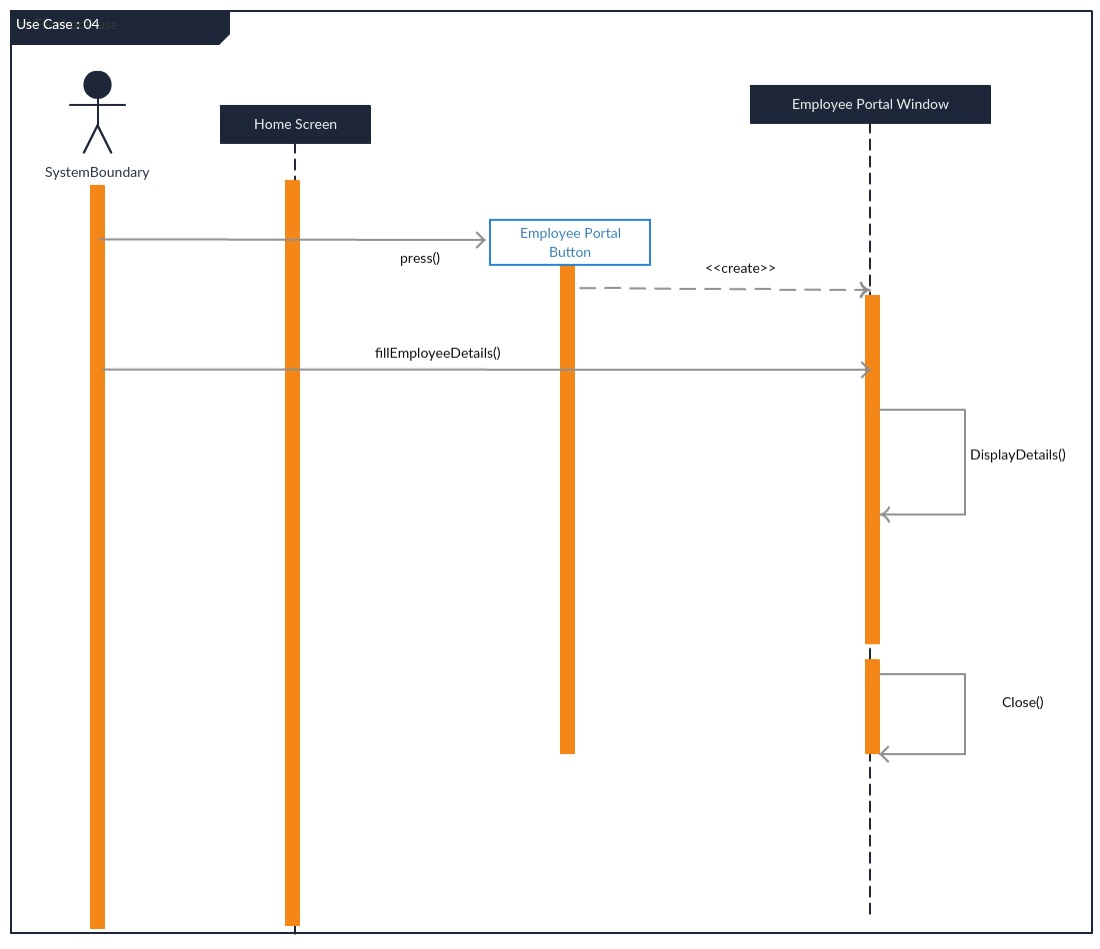 Use Case : 04
SystemBoundary
Home Screen
Employee Portal Window
Employee Portal
Button
press()
<<create>>
fillEmployeeDetails()
DisplayDetails()
Close()